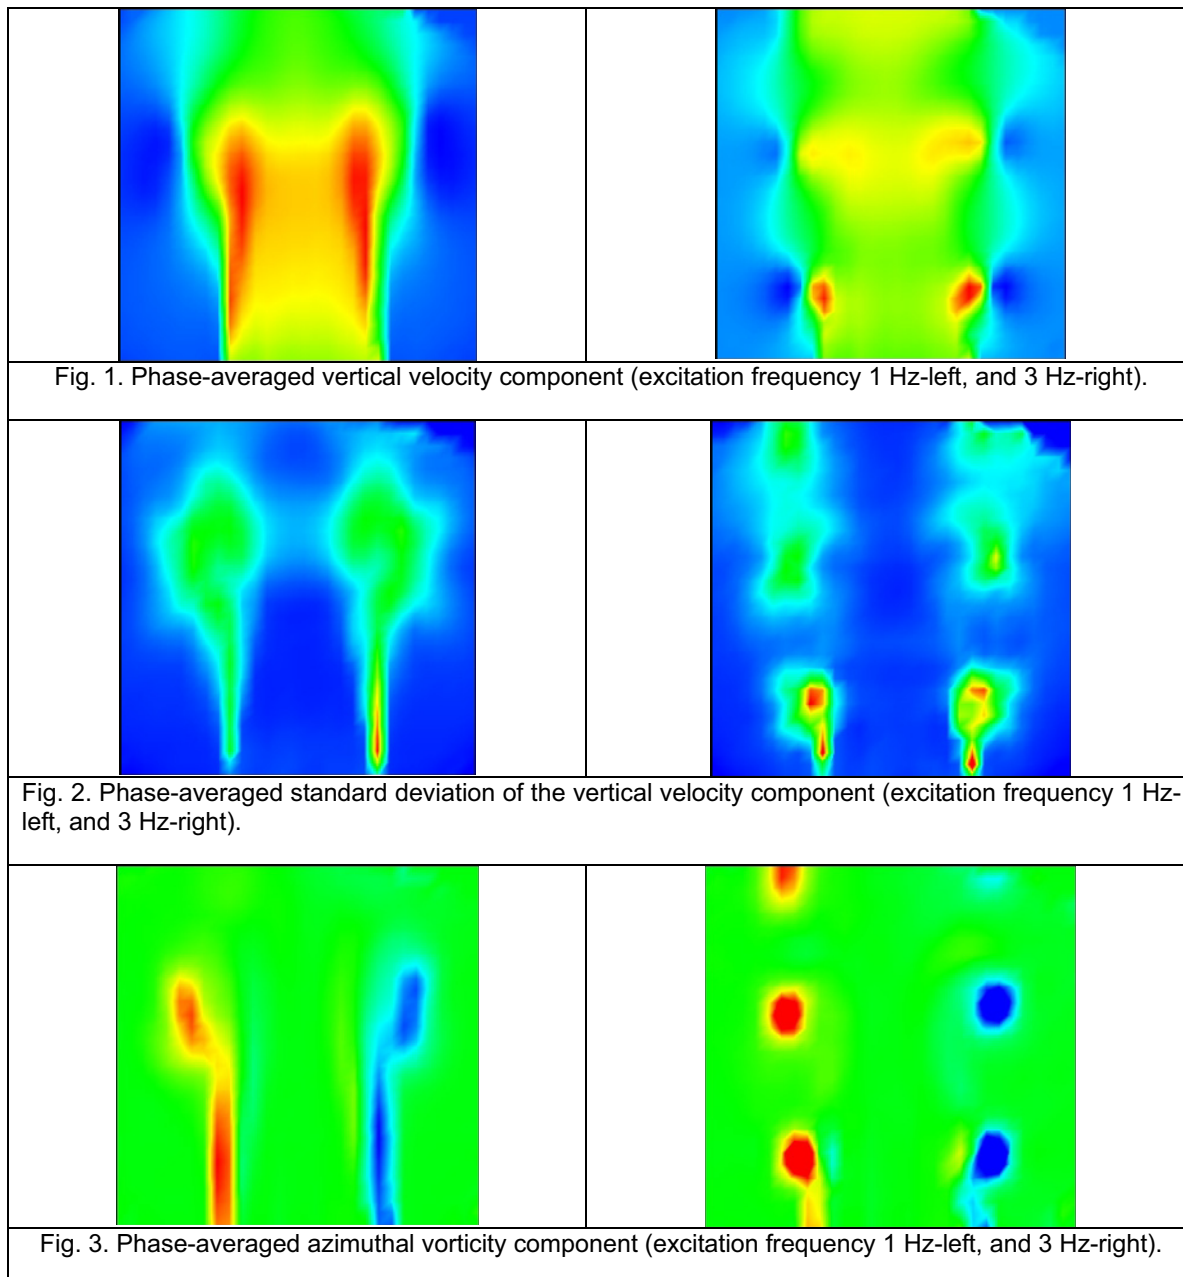 Fig. 1. Phase-averaged vertical velocity component (excitation frequency 1 Hz-left, and 3 Hz-right).
Fig. 2. Phase-averaged standard deviation of the vertical velocity component (excitation frequency 1 Hz-
left, and 3 Hz-right).
Fig. 3. Phase-averaged azimuthal vorticity component (excitation frequency 1 Hz-left, and 3 Hz-right).